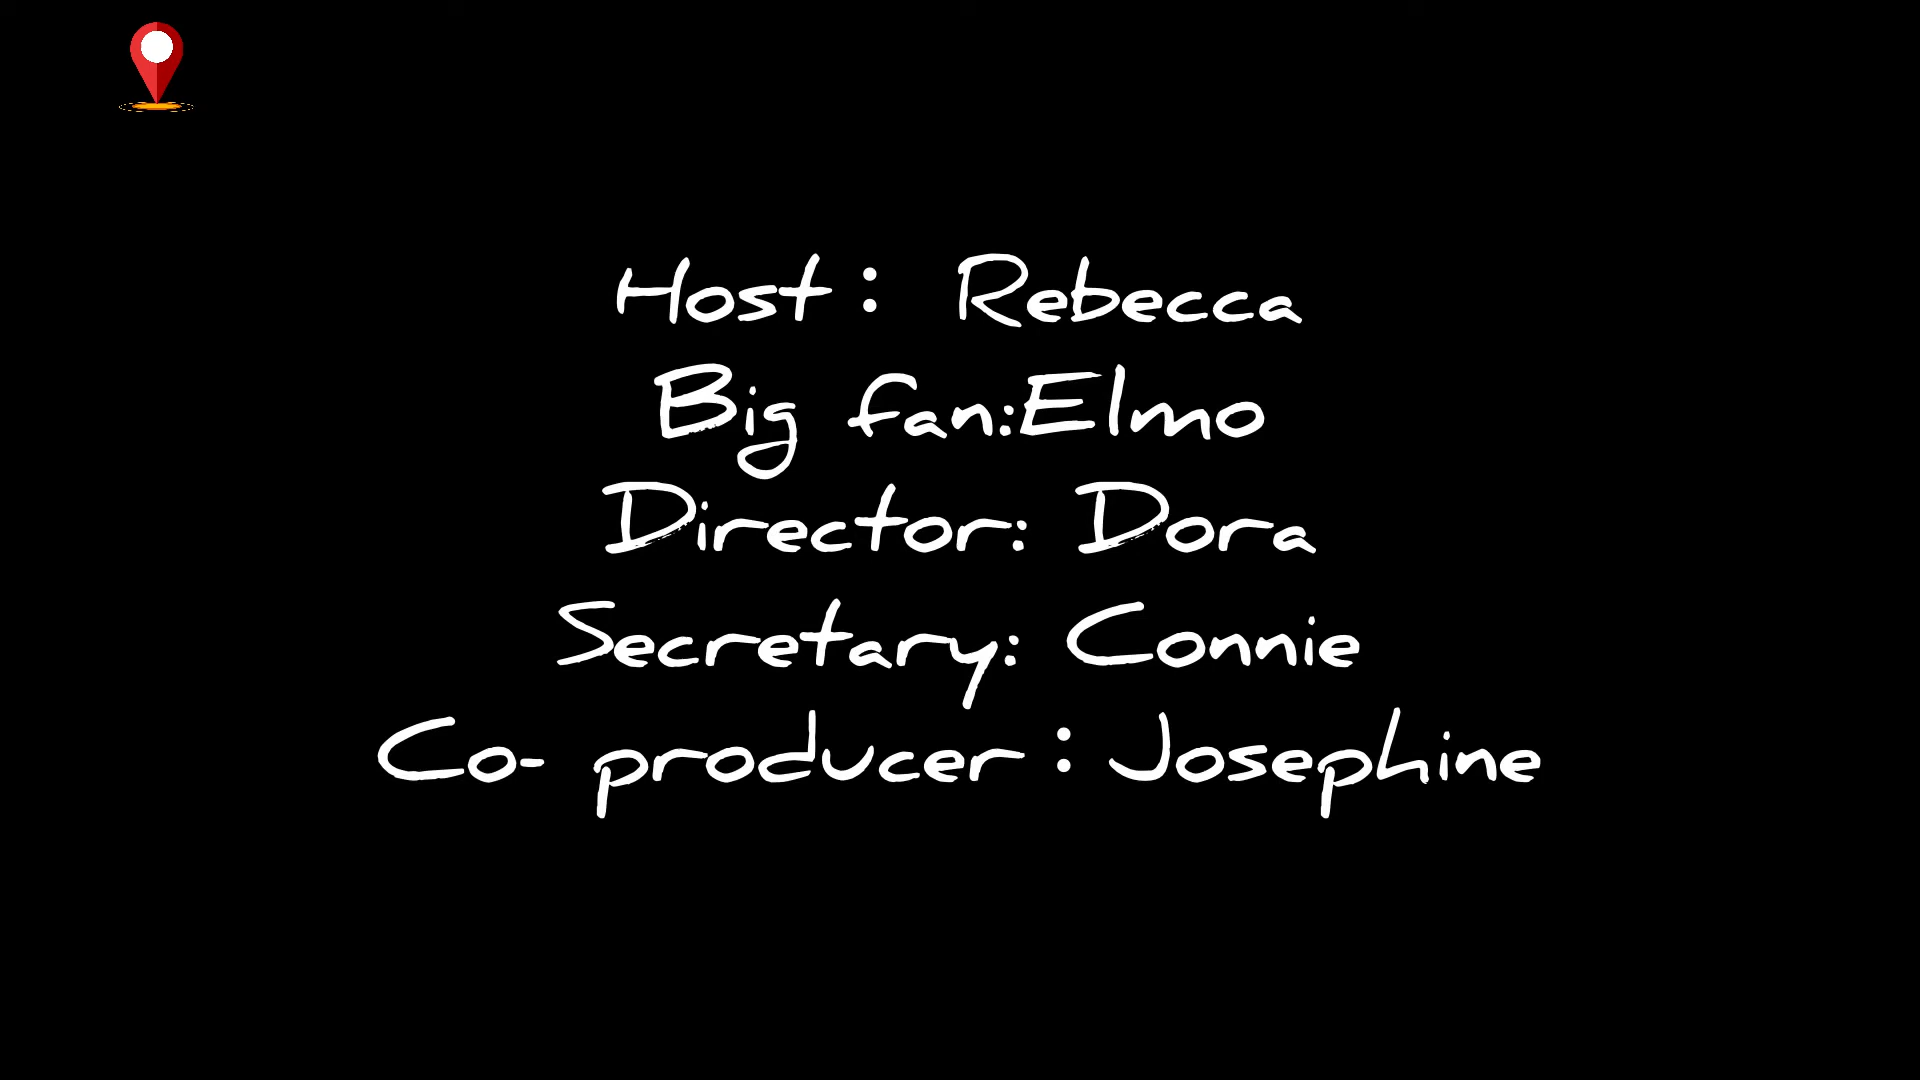 Host： Rebecca
Big fan:Elmo
Director: Dora
Secretary: Connie
Co- producer：Josephine